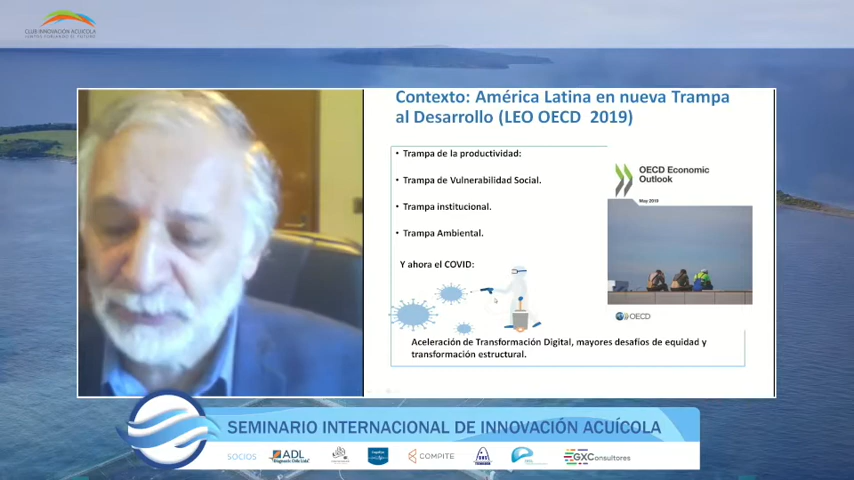 CLUB INNOVACIÓN ACUÍCOLA
Contexto: América Latina en nueva Trampa
al Desarrollo (LEO OECD 2019)
• Trampa de la productividad:
• Trampa de Vulnerabilidad Social.
• Trampa institucional.
• Trampa Ambiental.
Y ahora el COVID:
OECD Economic
Outlook
May 2019
OECD
Aceleración de Transformación Digital, mayores desafíos de equidad y
transformación estructural.
SEMINARIO INTERNACIONAL DE INNOVACIÓN ACUÍCOLA
SOCIOS
ADL
COMPITE
GXConsultores